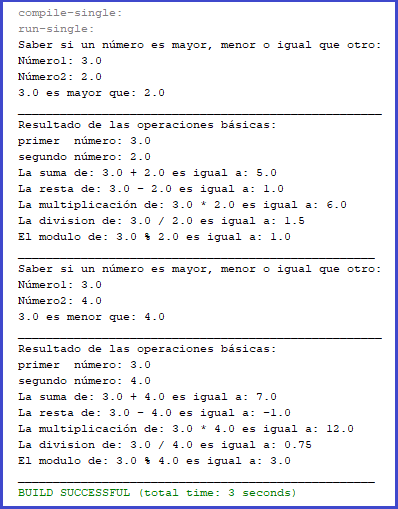 compile-single:
run-single:
Saber si un número es mayor, menor o igual que otro:
Número1: 3.0
Número2: 2.0
3.0 es mayor que: 2.0
Resultado de las operaciones básicas:
primer  número: 3.0
segundo número: 2.0
La suma de: 3.0 + 2.0 es igual a: 5.0
La resta de: 3.0 - 2.0 es igual a: 1.0
La multiplicación de: 3.0 * 2.0 es igual a: 6.0
La division de: 3.0 / 2.0 es igual a: 1.5
El modulo de: 3.0 % 2.0 es igual a: 1.0
Saber si un número es mayor, menor o igual que otro:
Número1: 3.0
Número2: 4.0
3.0 es menor que: 4.0
Resultado de las operaciones básicas:
primer  número: 3.0
segundo número: 4.0
La suma de: 3.0 + 4.0 es igual a: 7.0
La resta de: 3.0 - 4.0 es igual a: -1.0
La multiplicación de: 3.0 * 4.0 es igual a: 12.0
La division de: 3.0 / 4.0 es igual a: 0.75
El modulo de: 3.0 % 4.0 es igual a: 3.0
BUILD SUCCESSFUL (total time: 3 seconds)